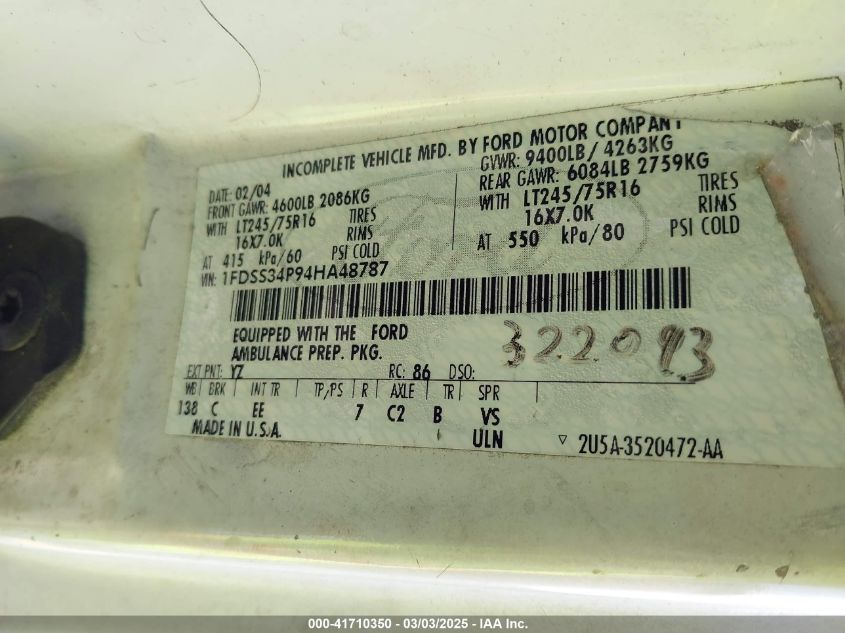 INCOMPLETE VEHICLE MFD. BY FORD MOTOR COMPANY
DATE: 02/04 GVWR: 9400LB/ 4263KG
FRONT GAWR: 4600LB 2086KG REAR GAWR: 6084LB 2759KG
WITH LT245/75R16 TIRES WITH LT245/75R16 TIRES
16X7.0K RIMS 16X7.0K RIMS
AT 415 kPa/60 PSI COLD AT 550 kPa/80 PSI COLD
VIN: 1FDSS34P94HA48787
EQUIPPED WITH THE FORD
AMBULANCE PREP. PKG.
EXT PNT: YZ RC: 86 DSO:
WB BRK INT TR TP/PS R AXLE TR SPR
138 C EE 7 C2 B VS
MADE IN U.S.A. ULN ▽ 2U5A-3520472-AA
000-41710350 - 03/03/2025 - IAA Inc.